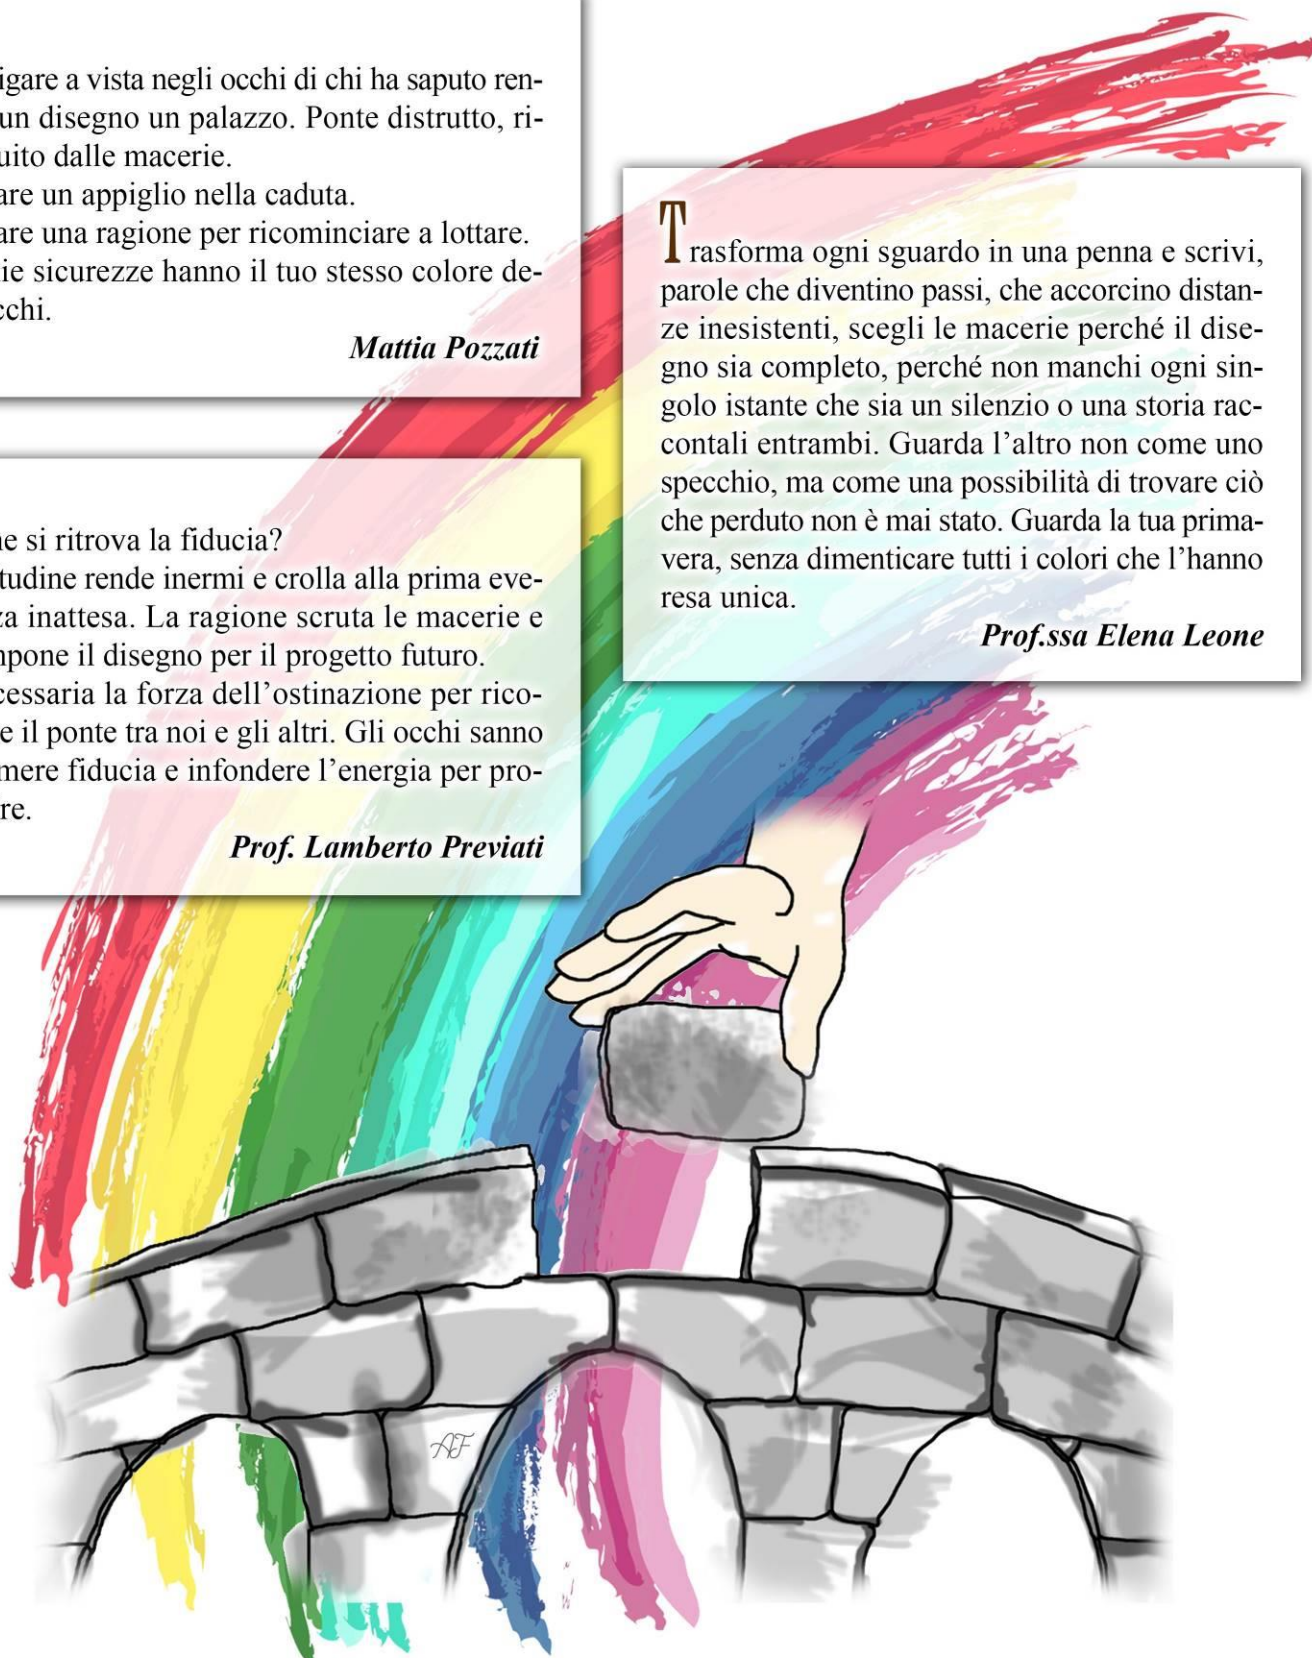 igare a vista negli occhi di chi ha saputo ren-
un disegno un palazzo. Ponte distrutto, ri-
uito dalle macerie.
are un appiglio nella caduta.
are una ragione per ricominciare a lottare.
ie sicurezze hanno il tuo stesso colore de-
cchi.
Mattia Pozzati
e si ritrova la fiducia?
tudine rende inermi e crolla alla prima eve-
za inattesa. La ragione scruta le macerie e
mpone il disegno per il progetto futuro.
cessaria la forza dell'ostinazione per rico-
e il ponte tra noi e gli altri. Gli occhi sanno
mere fiducia e infondere l'energia per pro-
re.
Prof. Lamberto Previati
Trasforma ogni sguardo in una penna e scrivi,
parole che diventino passi, che accorcino distan-
ze inesistenti, scegli le macerie perché il dise-
gno sia completo, perché non manchi ogni sin-
golo istante che sia un silenzio o una storia rac-
contali entrambi. Guarda l'altro non come uno
specchio, ma come una possibilità di trovare ciò
che perduto non è mai stato. Guarda la tua prima-
vera, senza dimenticare tutti i colori che l'hanno
resa unica.
Prof.ssa Elena Leone
AF